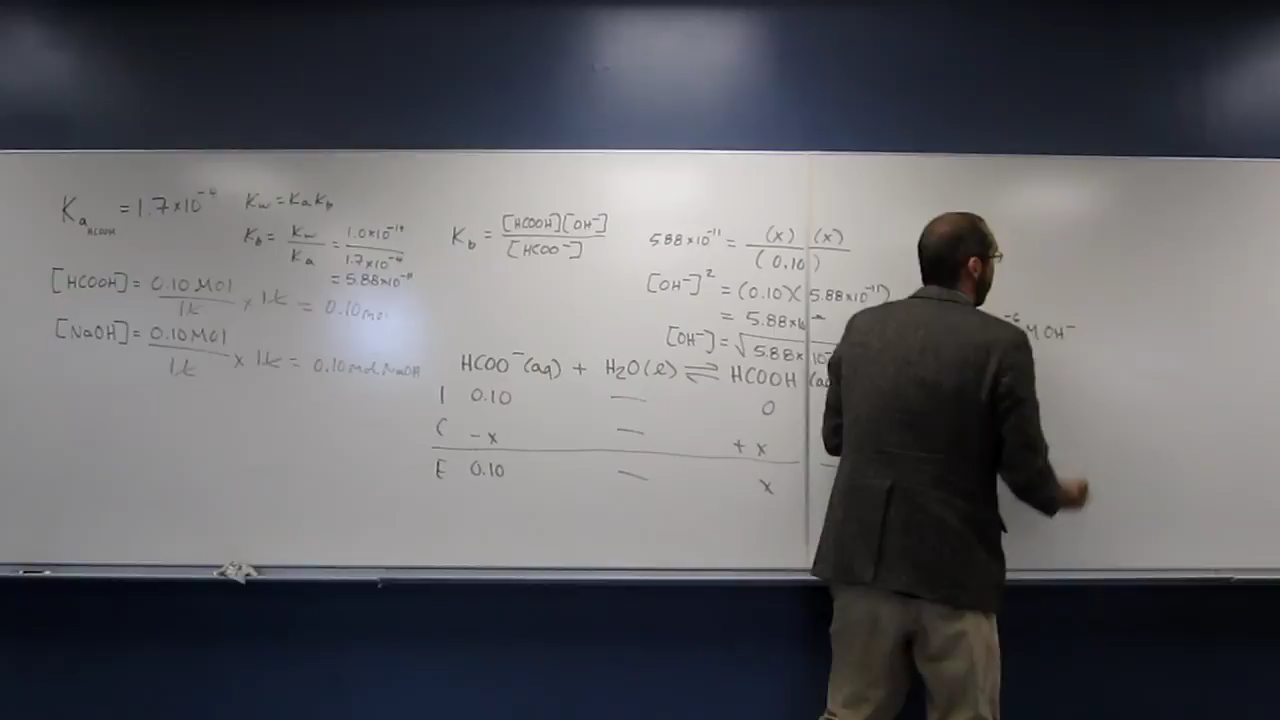 Ka HCOOH = 1.7×10⁻⁴
Kw = Ka Kb
Kb = Kw / Ka = 1.0×10⁻¹⁴ / 1.7×10⁻⁴
= 5.88×10⁻¹¹
[HCOOH] = 0.10 Mol / 1L × 1L = 0.10 mol
[NaOH] = 0.10 Mol / 1L × 1L = 0.10 mol NaOH
Kb = [HCOOH][OH⁻] / [HCOO⁻]
5.88×10⁻¹¹ = (x)(x) / (0.10)
[OH⁻]² = (0.10)(5.88×10⁻¹¹)
= 5.88×10
[OH⁻] = √5.88×10
⁻⁶ M OH⁻
HCOO⁻(aq) + H₂O(ℓ) ⇌ HCOOH (aq
I 0.10 — 0
C -x — +x
E 0.10 — x